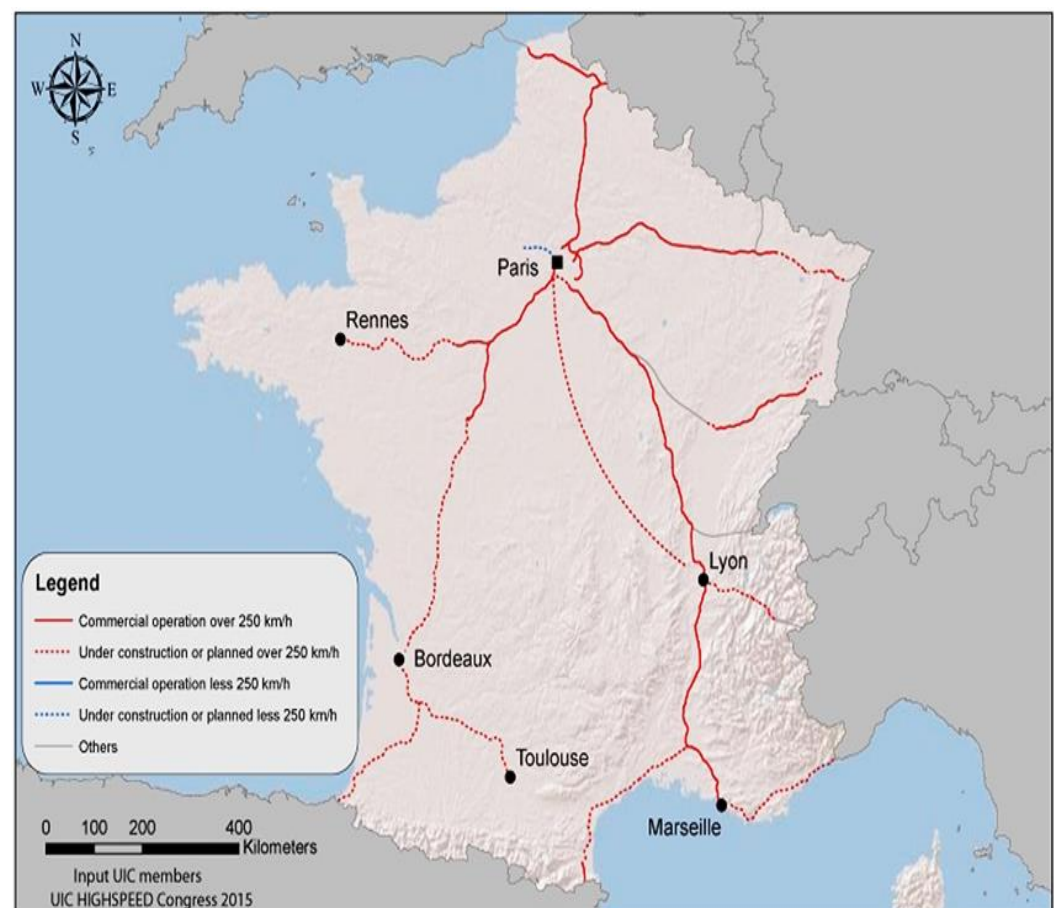 N
W E
S
Paris
Rennes
Lyon
Bordeaux
Toulouse
Marseille
Legend
Commercial operation over 250 km/h
Under construction or planned over 250 km/h
Commercial operation less 250 km/h
Under construction or planned less 250 km/h
Others
0 100 200 400
Kilometers
Input UIC members
UIC HIGHSPEED Congress 2015